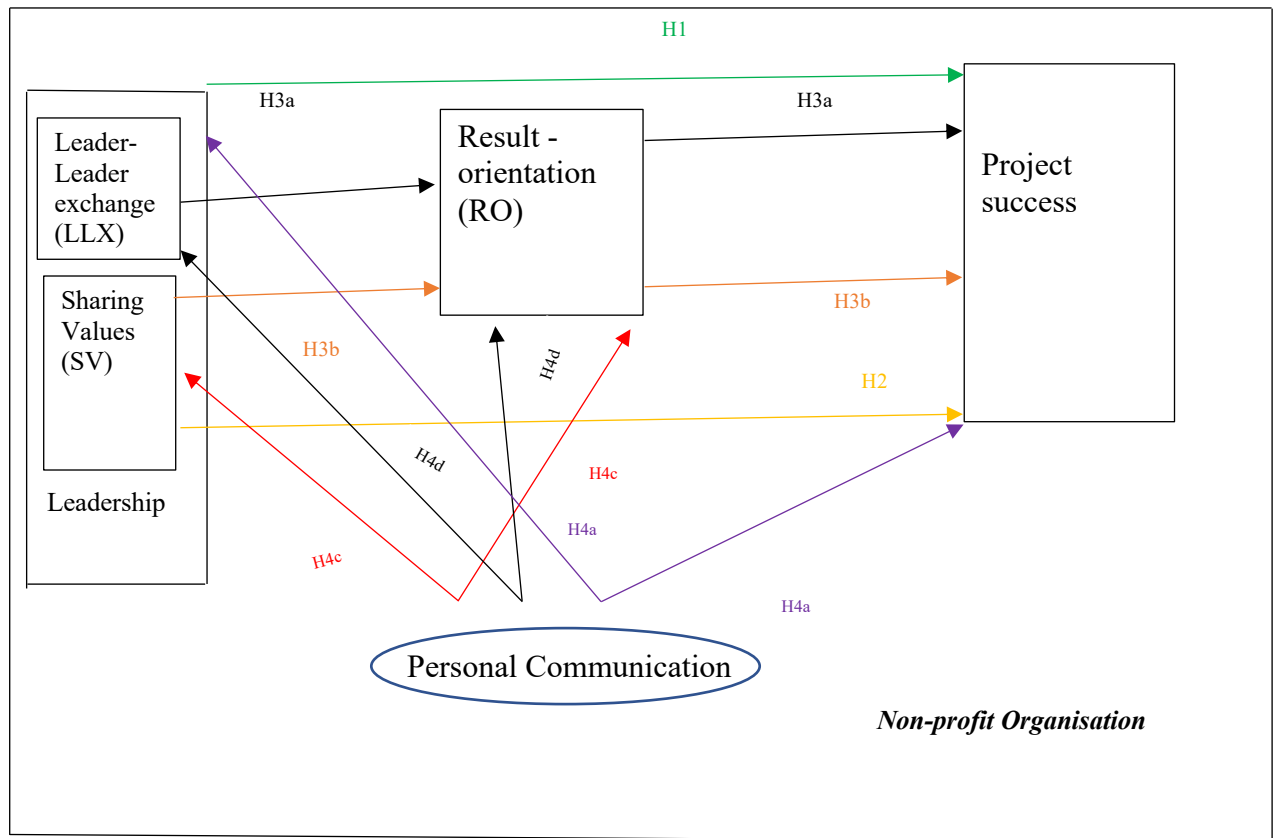 H1
H3a
H3a
Leader-
Leader
exchange
(LLX)
Result -
orientation
(RO)
Project
success
Sharing
Values
(SV)
H3b
H3b
H4d
H2
H4d
H4c
H4a
H4c
H4a
Leadership
Personal Communication
Non-profit Organisation